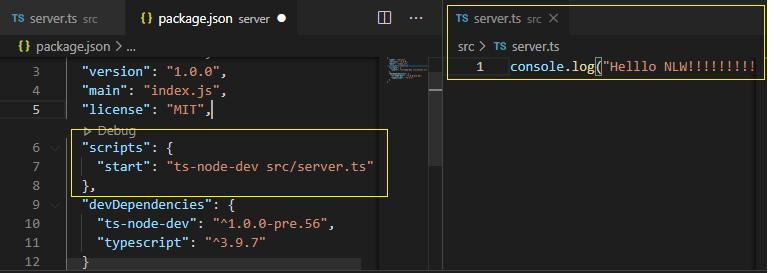 TS server.ts src
{ } package.json server
{ } package.json > ...
3 "version": "1.0.0",
4 "main": "index.js",
5 "license": "MIT",
Debug
6 "scripts": {
7 "start": "ts-node-dev src/server.ts"
8 },
9 "devDependencies": {
10 "ts-node-dev": "^1.0.0-pre.56",
11 "typescript": "^3.9.7"
12 }
TS server.ts src
src > TS server.ts
1 console.log("Helllo NLW!!!!!!!!!